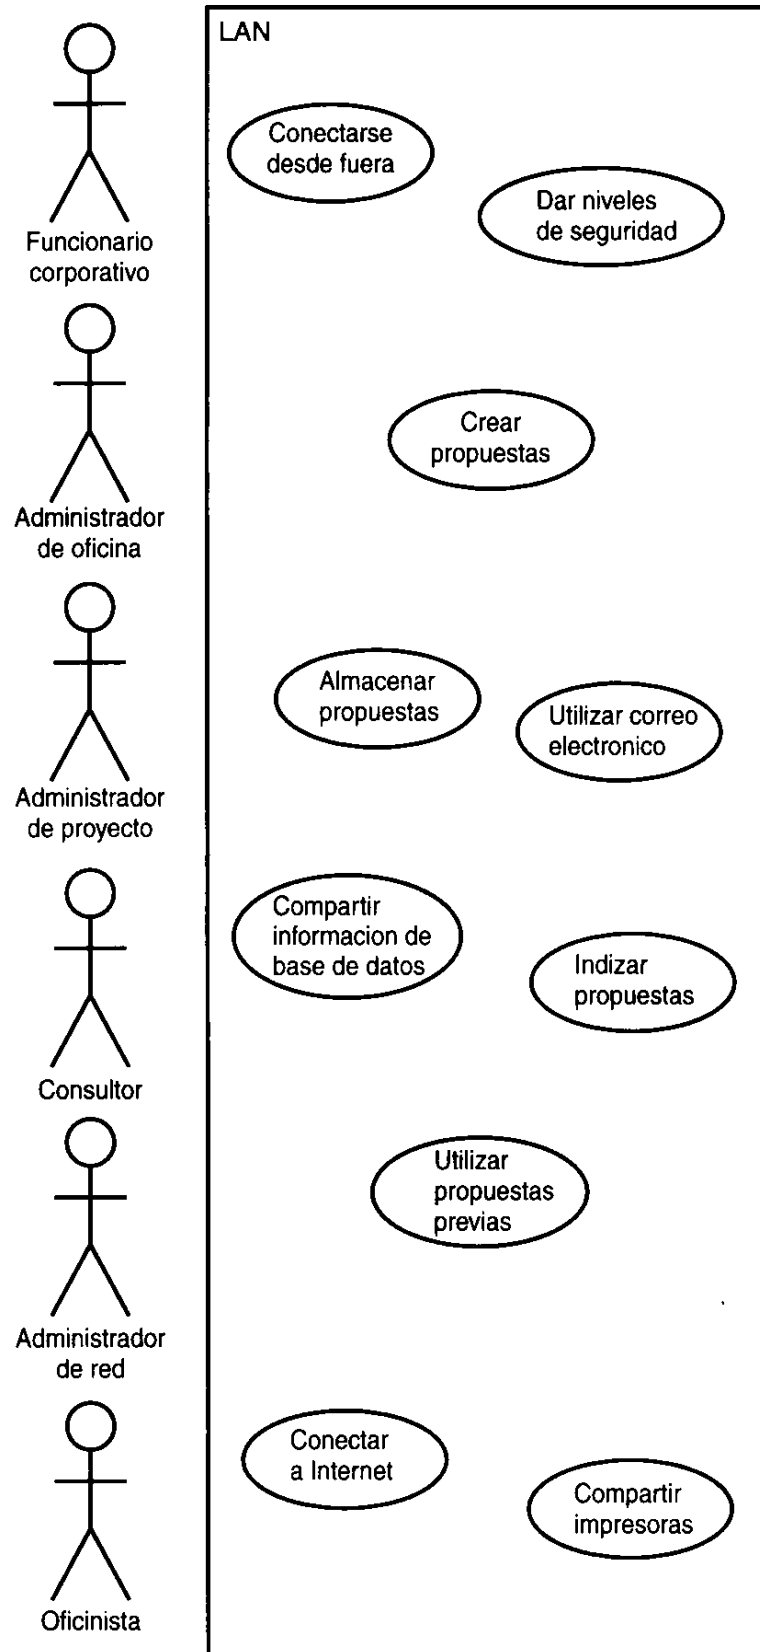 LAN
Conectarse
desde fuera
Dar niveles
de seguridad
Funcionario
corporativo
Crear
propuestas
Administrador
de oficina
Almacenar
propuestas
Utilizar correo
electronico
Administrador
de proyecto
Compartir
informacion de
base de datos
Indizar
propuestas
Consultor
Utilizar
propuestas
previas
Administrador
de red
Conectar
a Internet
Compartir
impresoras
Oficinista